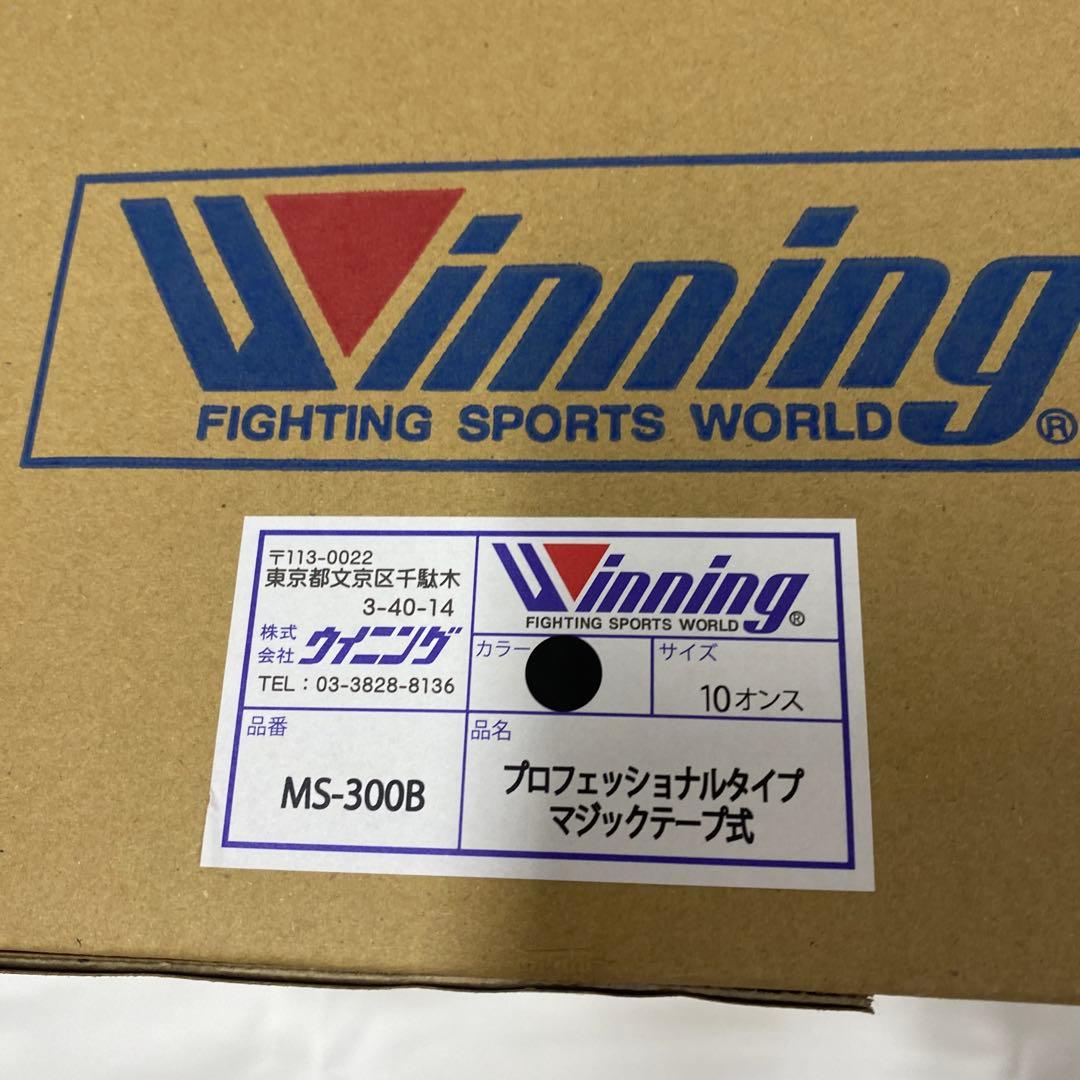 Winning
FIGHTING SPORTS WORLD
®
〒113-0022
東京都文京区千駄木
3-40-14
株式会社 ウイニング
TEL：03-3828-8136
Winning®
FIGHTING SPORTS WORLD
カラー
サイズ
10オンス
品番
MS-300B
品名
プロフェッショナルタイプ
マジックテープ式